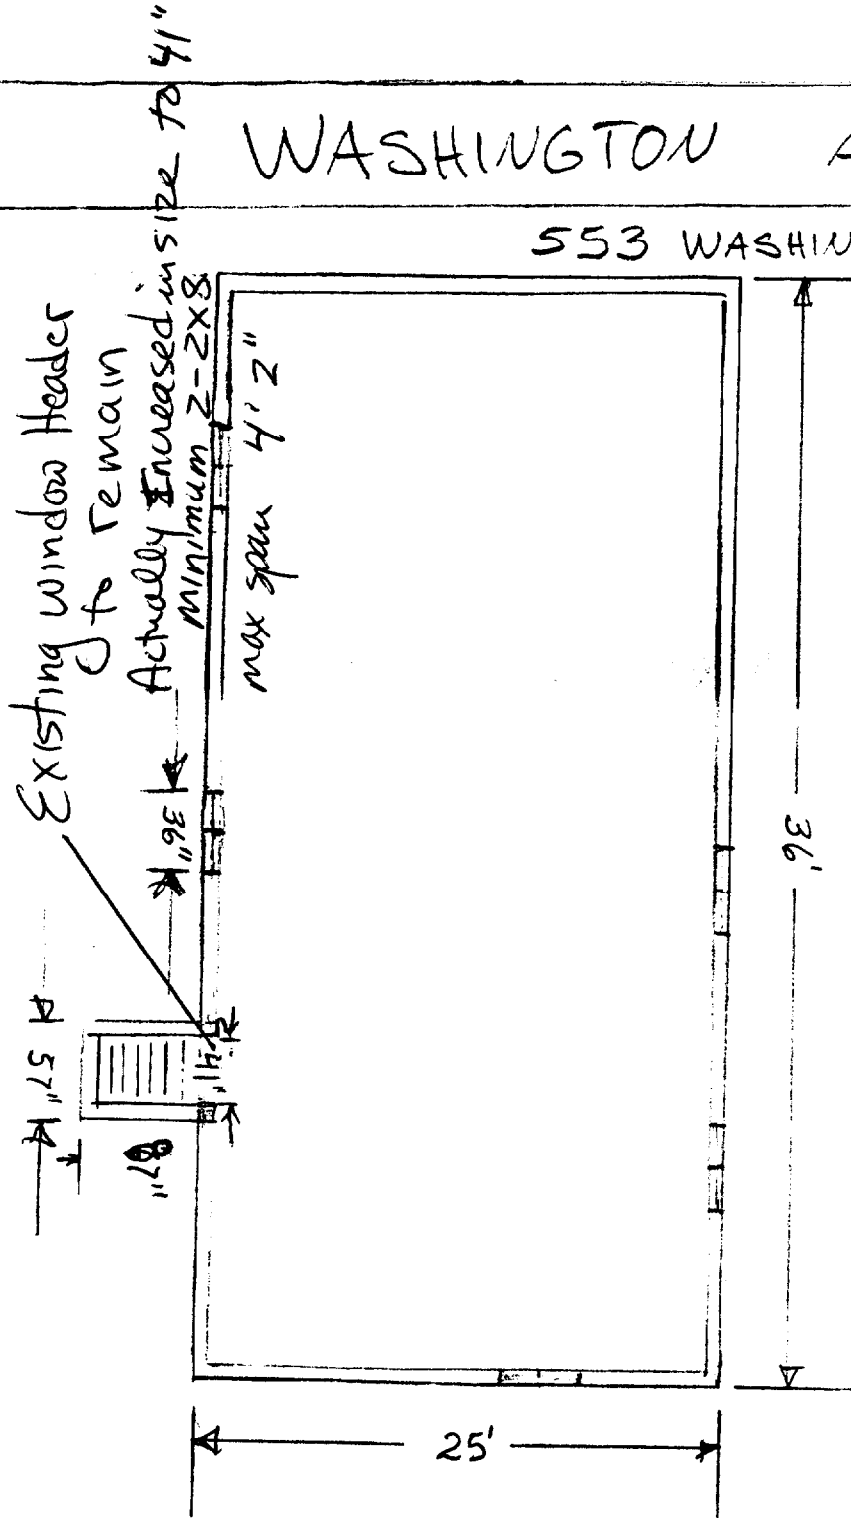 WASHINGTON A
553 WASHIN
Existing window Header
to remain
Actually Increased in size to 41"
minimum 2-2x8
max span 4' 2"
36"
57"
41"
36'
25'